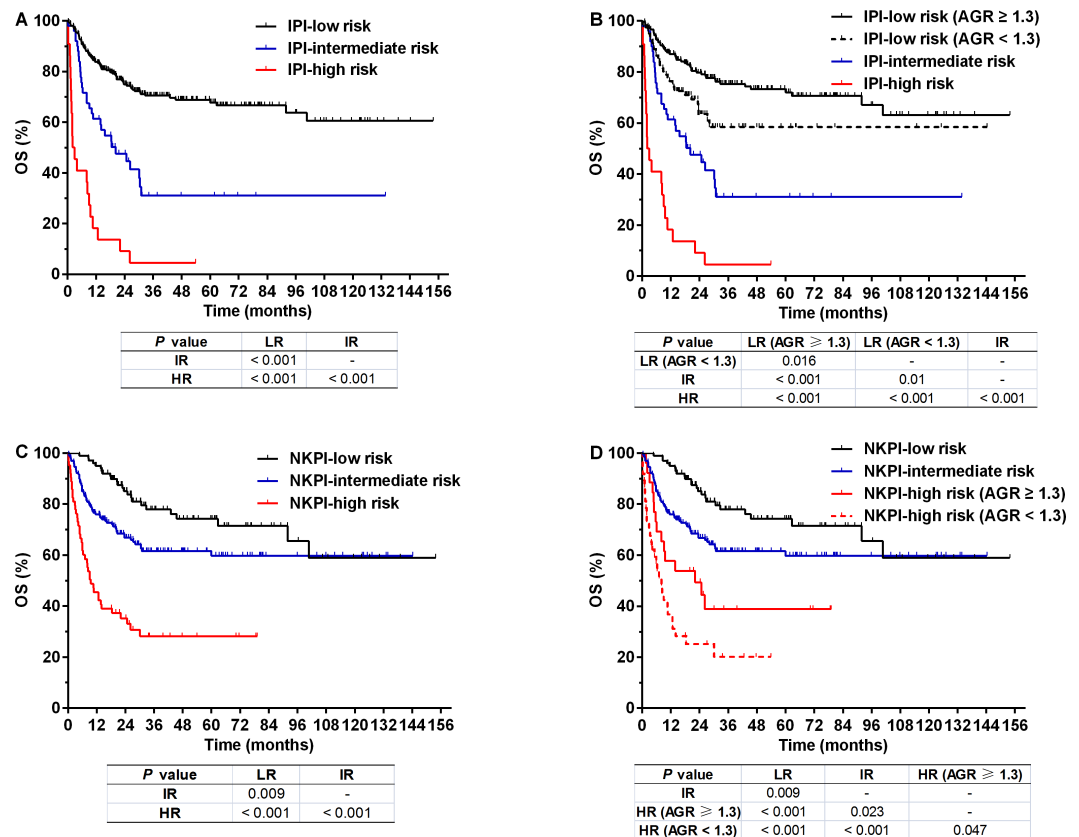 A
IPI-low risk
IPI-intermediate risk
IPI-high risk
OS (%)
100
80
60
40
20
0
0 12 24 36 48 60 72 84 96 108 120 132 144 156
Time (months)
P value LR IR
IR < 0.001 -
HR < 0.001 < 0.001
B
IPI-low risk (AGR ≥ 1.3)
IPI-low risk (AGR < 1.3)
IPI-intermediate risk
IPI-high risk
OS (%)
100
80
60
40
20
0
0 12 24 36 48 60 72 84 96 108 120 132 144 156
Time (months)
P value LR (AGR ⩾ 1.3) LR (AGR < 1.3) IR
LR (AGR < 1.3) 0.016 - -
IR < 0.001 0.01 -
HR < 0.001 < 0.001 < 0.001
C
NKPI-low risk
NKPI-intermediate risk
NKPI-high risk
OS (%)
100
80
60
40
20
0
0 12 24 36 48 60 72 84 96 108 120 132 144 156
Time (months)
P value LR IR
IR 0.009 -
HR < 0.001 < 0.001
D
NKPI-low risk
NKPI-intermediate risk
NKPI-high risk (AGR ≥ 1.3)
NKPI-high risk (AGR < 1.3)
OS (%)
100
80
60
40
20
0
0 12 24 36 48 60 72 84 96 108 120 132 144 156
Time (months)
P value LR IR HR (AGR ⩾ 1.3)
IR 0.009 - -
HR (AGR ⩾ 1.3) < 0.001 0.023 -
HR (AGR < 1.3) < 0.001 < 0.001 0.047